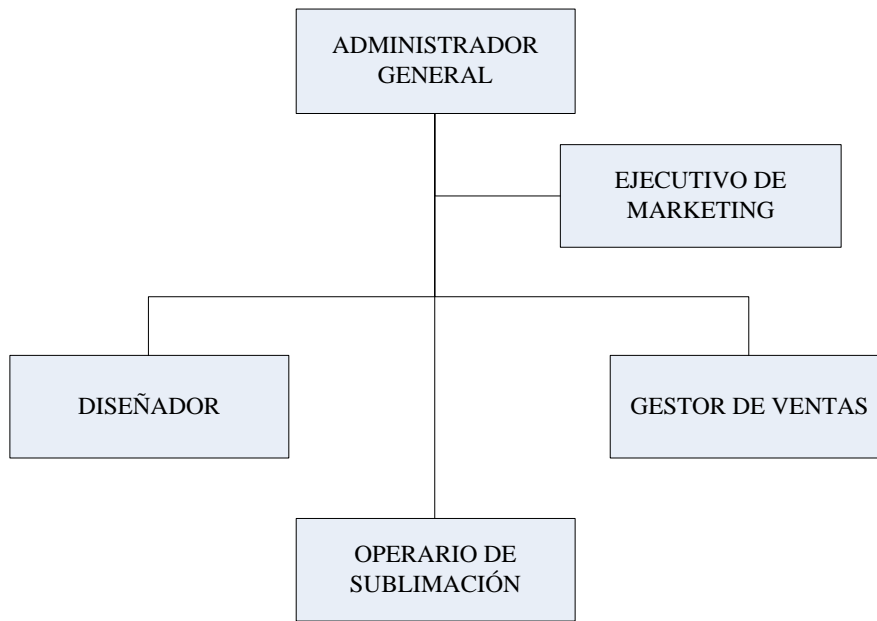 ADMINISTRADOR
GENERAL
EJECUTIVO DE
MARKETING
DISEÑADOR
GESTOR DE VENTAS
OPERARIO DE
SUBLIMACIÓN